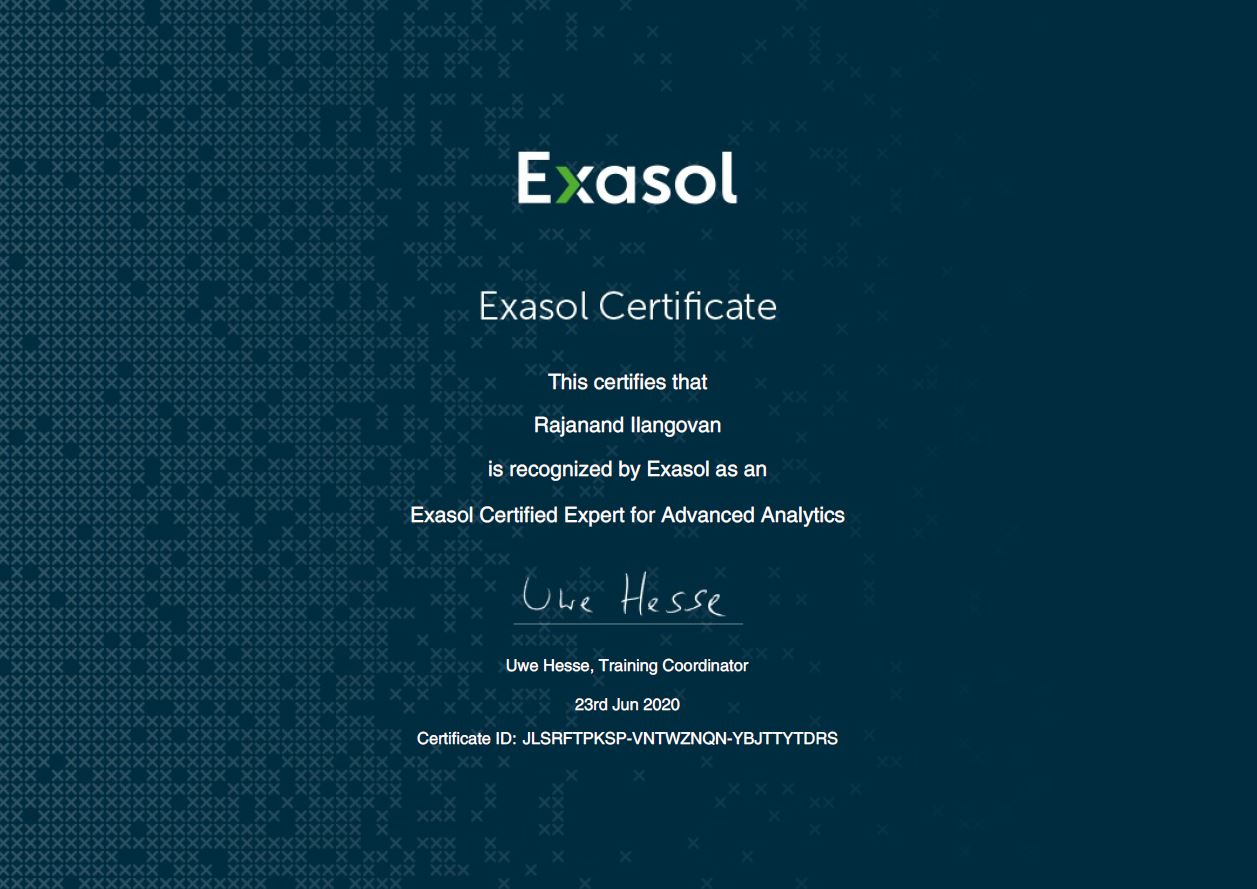 Exasol
Exasol Certificate
This certifies that
Rajanand Ilangovan
is recognized by Exasol as an
Exasol Certified Expert for Advanced Analytics
Uwe Hesse
Uwe Hesse, Training Coordinator
23rd Jun 2020
Certificate ID: JLSRFTPKSP-VNTWZNQN-YBJTTYTDRS